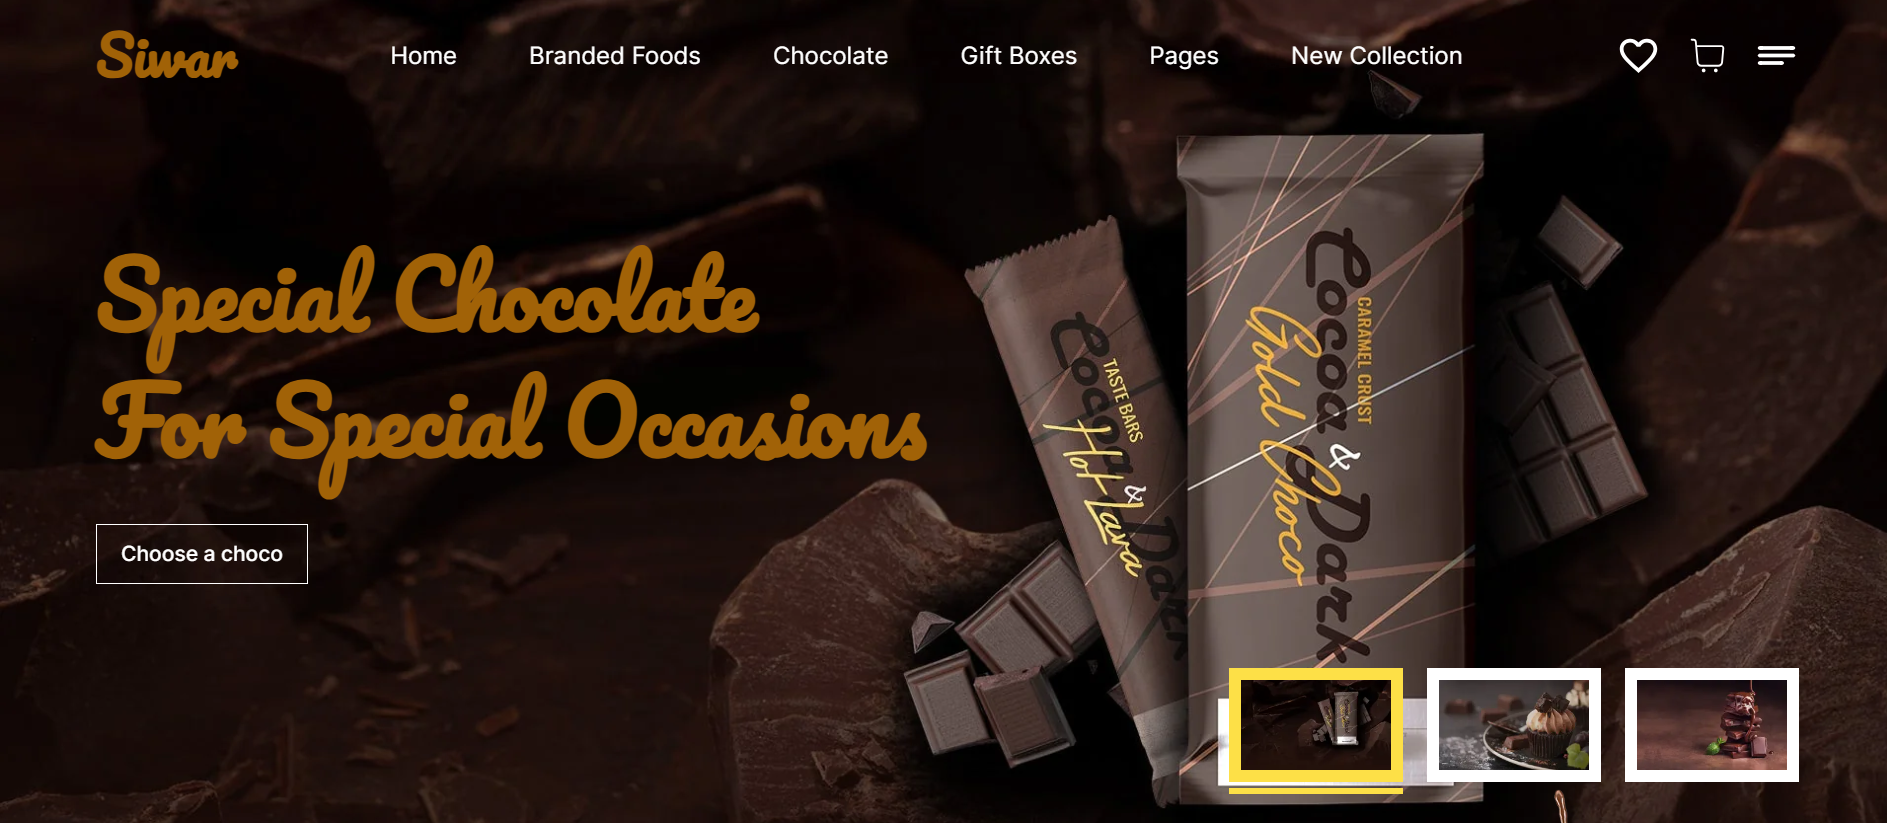 Siwar
Home
Branded Foods
Chocolate
Gift Boxes
Pages
New Collection
Special Chocolate
For Special Occasions
Choose a choco
Cocoa & Dark
TASTE BARS
Hot Lava
Cocoa & Dark
CARAMEL CRUST
Gold Choco